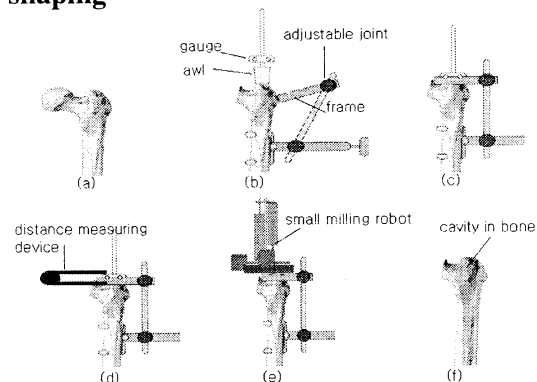 shaping
gauge
awl
adjustable joint
frame
(a)
(b)
(c)
distance measuring
device
small milling robot
cavity in bone
(d)
(e)
(f)